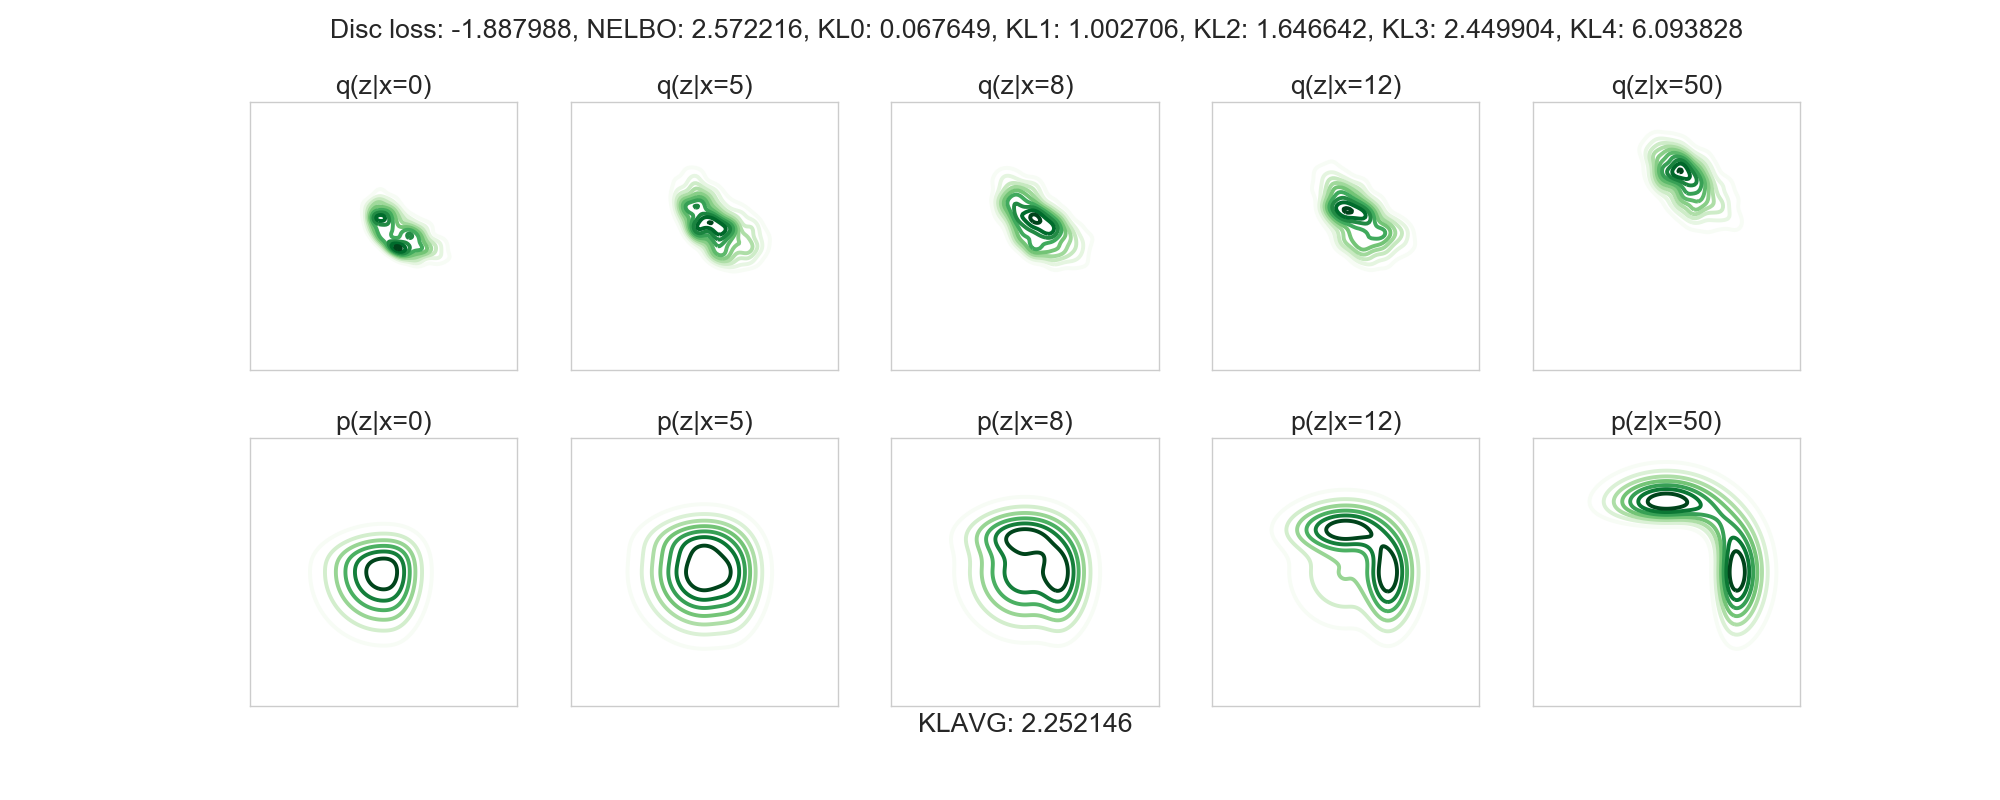 Disc loss: -1.887988, NELBO: 2.572216, KL0: 0.067649, KL1: 1.002706, KL2: 1.646642, KL3: 2.449904, KL4: 6.093828
q(z|x=0) q(z|x=5) q(z|x=8) q(z|x=12) q(z|x=50)
p(z|x=0) p(z|x=5) p(z|x=8) p(z|x=12) p(z|x=50)
KLAVG: 2.252146